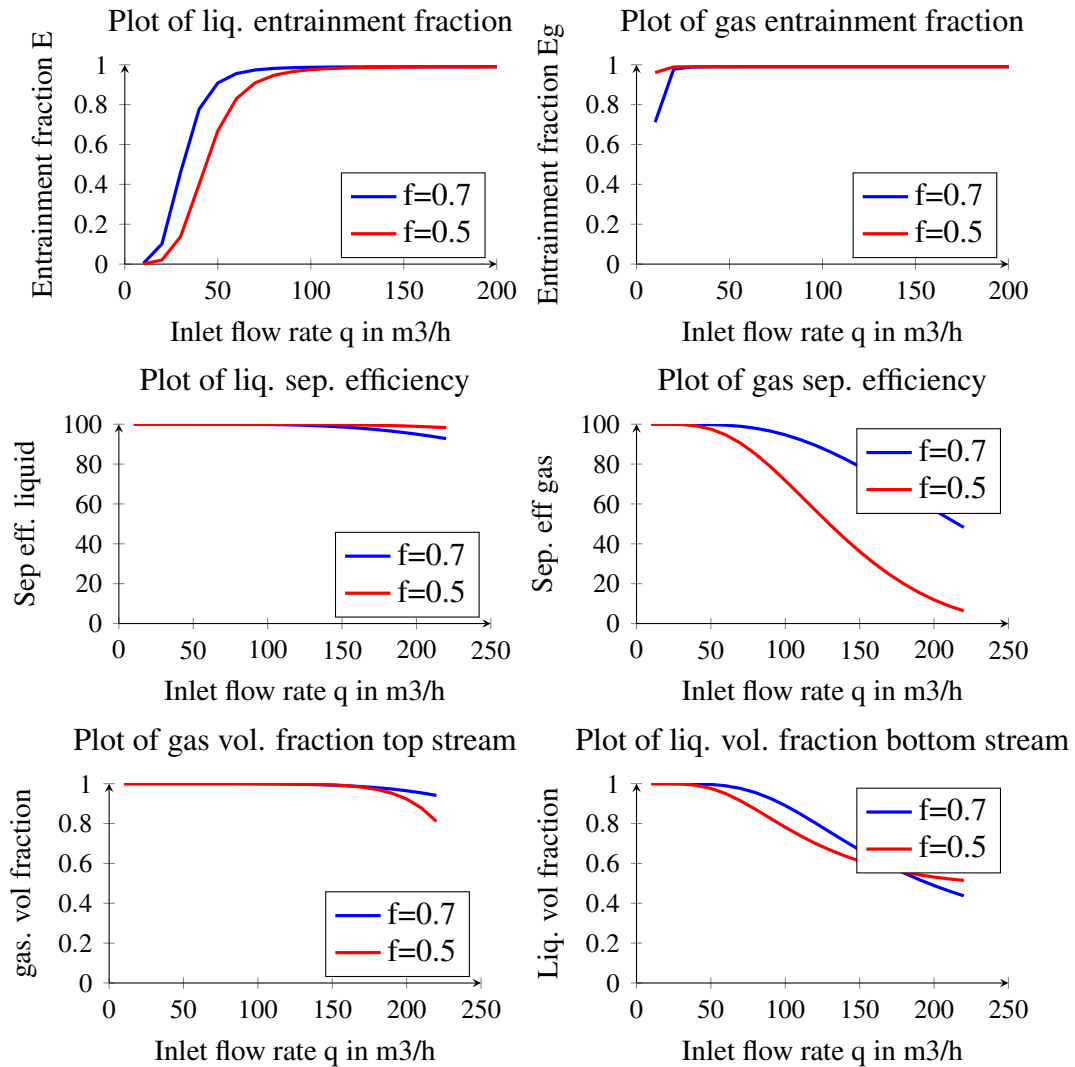 Plot of liq. entrainment fraction
Entrainment fraction E
1
0.8
0.6
0.4
0.2
0
0 50 100 150 200
f=0.7
f=0.5
Inlet flow rate q in m3/h
Plot of gas entrainment fraction
Entrainment fraction Eg
1
0.8
0.6
0.4
0.2
0
0 50 100 150 200
f=0.7
f=0.5
Inlet flow rate q in m3/h
Plot of liq. sep. efficiency
Sep eff. liquid
100
80
60
40
20
0
0 50 100 150 200 250
f=0.7
f=0.5
Inlet flow rate q in m3/h
Plot of gas sep. efficiency
Sep. eff gas
100
80
60
40
20
0
0 50 100 150 200 250
f=0.7
f=0.5
Inlet flow rate q in m3/h
Plot of gas vol. fraction top stream
gas. vol fraction
1
0.8
0.6
0.4
0.2
0
0 50 100 150 200 250
f=0.7
f=0.5
Inlet flow rate q in m3/h
Plot of liq. vol. fraction bottom stream
Liq. vol fraction
1
0.8
0.6
0.4
0.2
0
0 50 100 150 200 250
f=0.7
f=0.5
Inlet flow rate q in m3/h